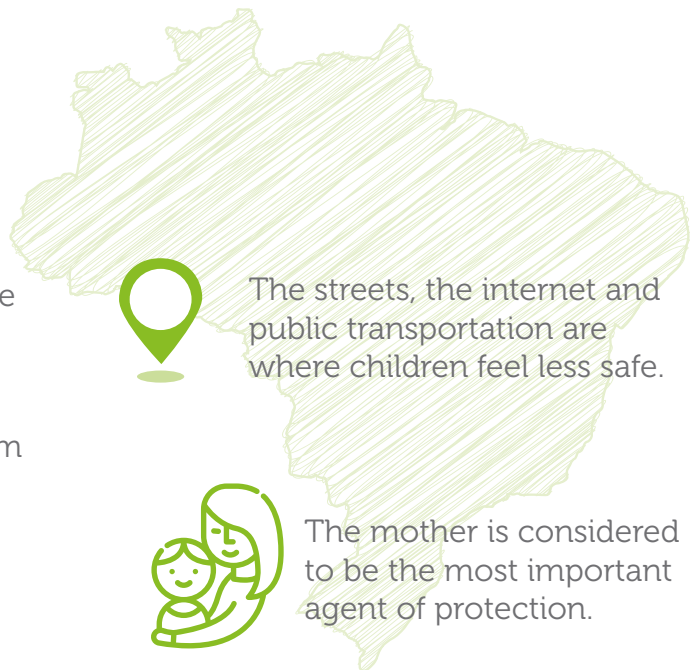 e
The streets, the internet and
public transportation are
where children feel less safe.
m
The mother is considered
to be the most important
agent of protection.